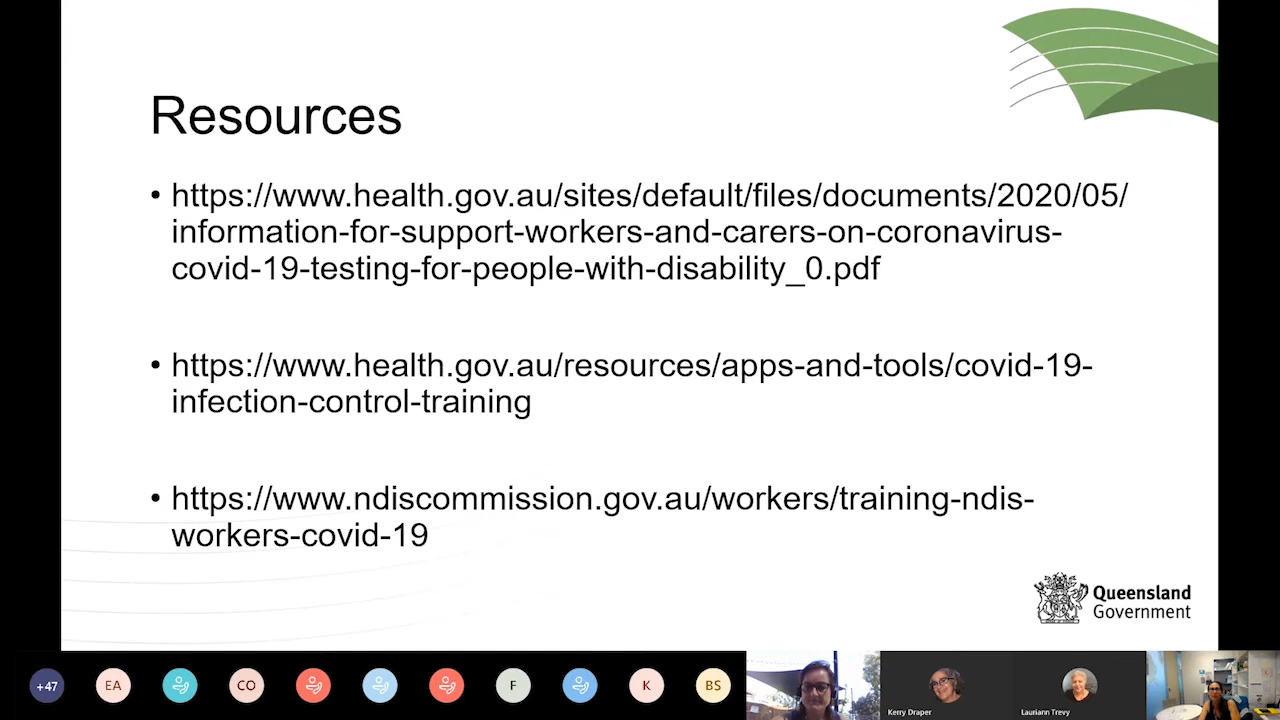 Resources
• https://www.health.gov.au/sites/default/files/documents/2020/05/
information-for-support-workers-and-carers-on-coronavirus-
covid-19-testing-for-people-with-disability_0.pdf
• https://www.health.gov.au/resources/apps-and-tools/covid-19-
infection-control-training
• https://www.ndiscommission.gov.au/workers/training-ndis-
workers-covid-19
Queensland
Government
+47
EA
CO
F
K
BS
Kerry Draper
Lauriann Trevy